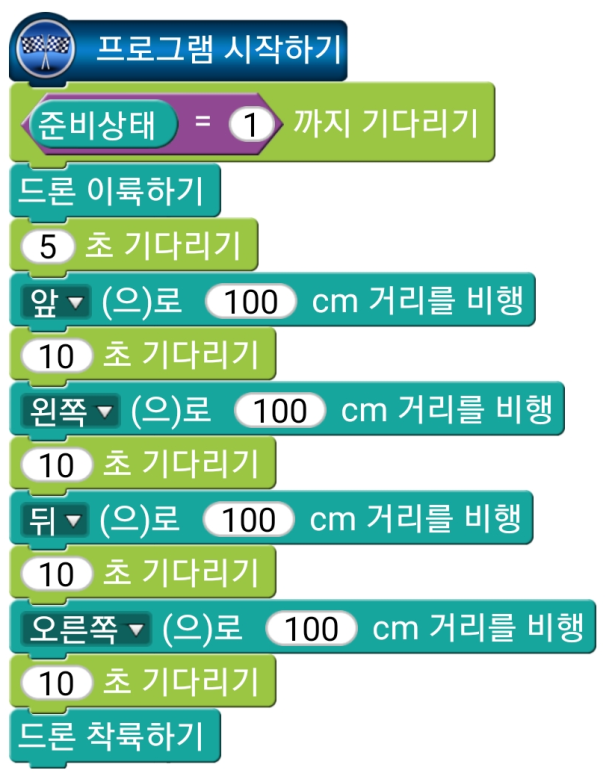 프로그램 시작하기
준비상태 = 1 까지 기다리기
드론 이륙하기
5 초 기다리기
앞 (으)로 100 cm 거리를 비행
10 초 기다리기
왼쪽 (으)로 100 cm 거리를 비행
10 초 기다리기
뒤 (으)로 100 cm 거리를 비행
10 초 기다리기
오른쪽 (으)로 100 cm 거리를 비행
10 초 기다리기
드론 착륙하기